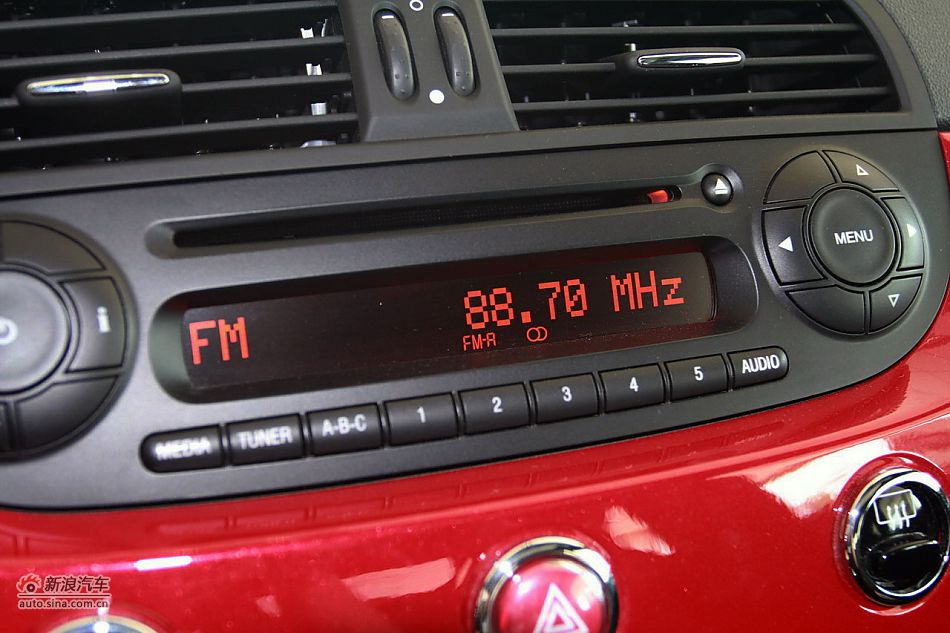 MENU
i
FM
88.70 MHz
FM-R
MEDIA
TUNER
A-B-C
1
2
3
4
5
AUDIO
新浪汽车
auto.sina.com.cn